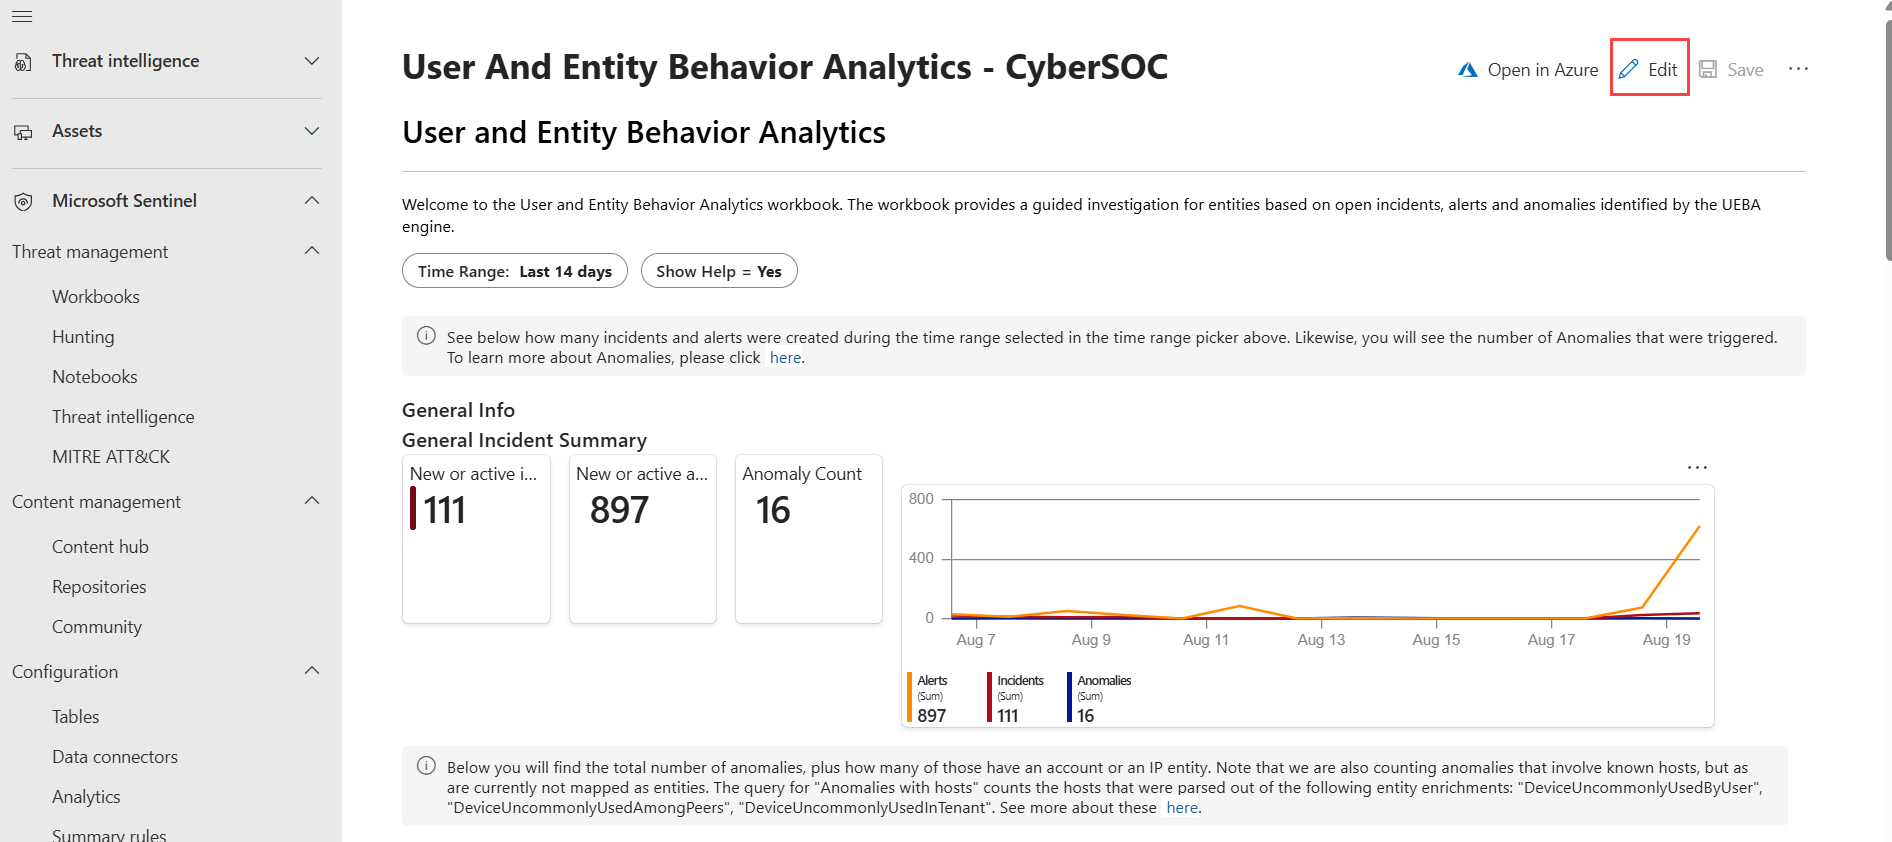 Threat intelligence
Assets
Microsoft Sentinel
Threat management
Workbooks
Hunting
Notebooks
Threat intelligence
MITRE ATT&CK
Content management
Content hub
Repositories
Community
Configuration
Tables
Data connectors
Analytics
Summary rules
User And Entity Behavior Analytics - CyberSOC
Open in Azure
Edit
Save
User and Entity Behavior Analytics
Welcome to the User and Entity Behavior Analytics workbook. The workbook provides a guided investigation for entities based on open incidents, alerts and anomalies identified by the UEBA
engine.
Time Range: Last 14 days
Show Help = Yes
See below how many incidents and alerts were created during the time range selected in the time range picker above. Likewise, you will see the number of Anomalies that were triggered.
To learn more about Anomalies, please click here.
General Info
General Incident Summary
New or active i...
111
New or active a...
897
Anomaly Count
16
800
400
0
Aug 7 Aug 9 Aug 11 Aug 13 Aug 15 Aug 17 Aug 19
Alerts
(Sum)
897
Incidents
(Sum)
111
Anomalies
(Sum)
16
Below you will find the total number of anomalies, plus how many of those have an account or an IP entity. Note that we are also counting anomalies that involve known hosts, but as
are currently not mapped as entities. The query for "Anomalies with hosts" counts the hosts that were parsed out of the following entity enrichments: "DeviceUncommonlyUsedByUser",
"DeviceUncommonlyUsedAmongPeers", "DeviceUncommonlyUsedInTenant". See more about these here.